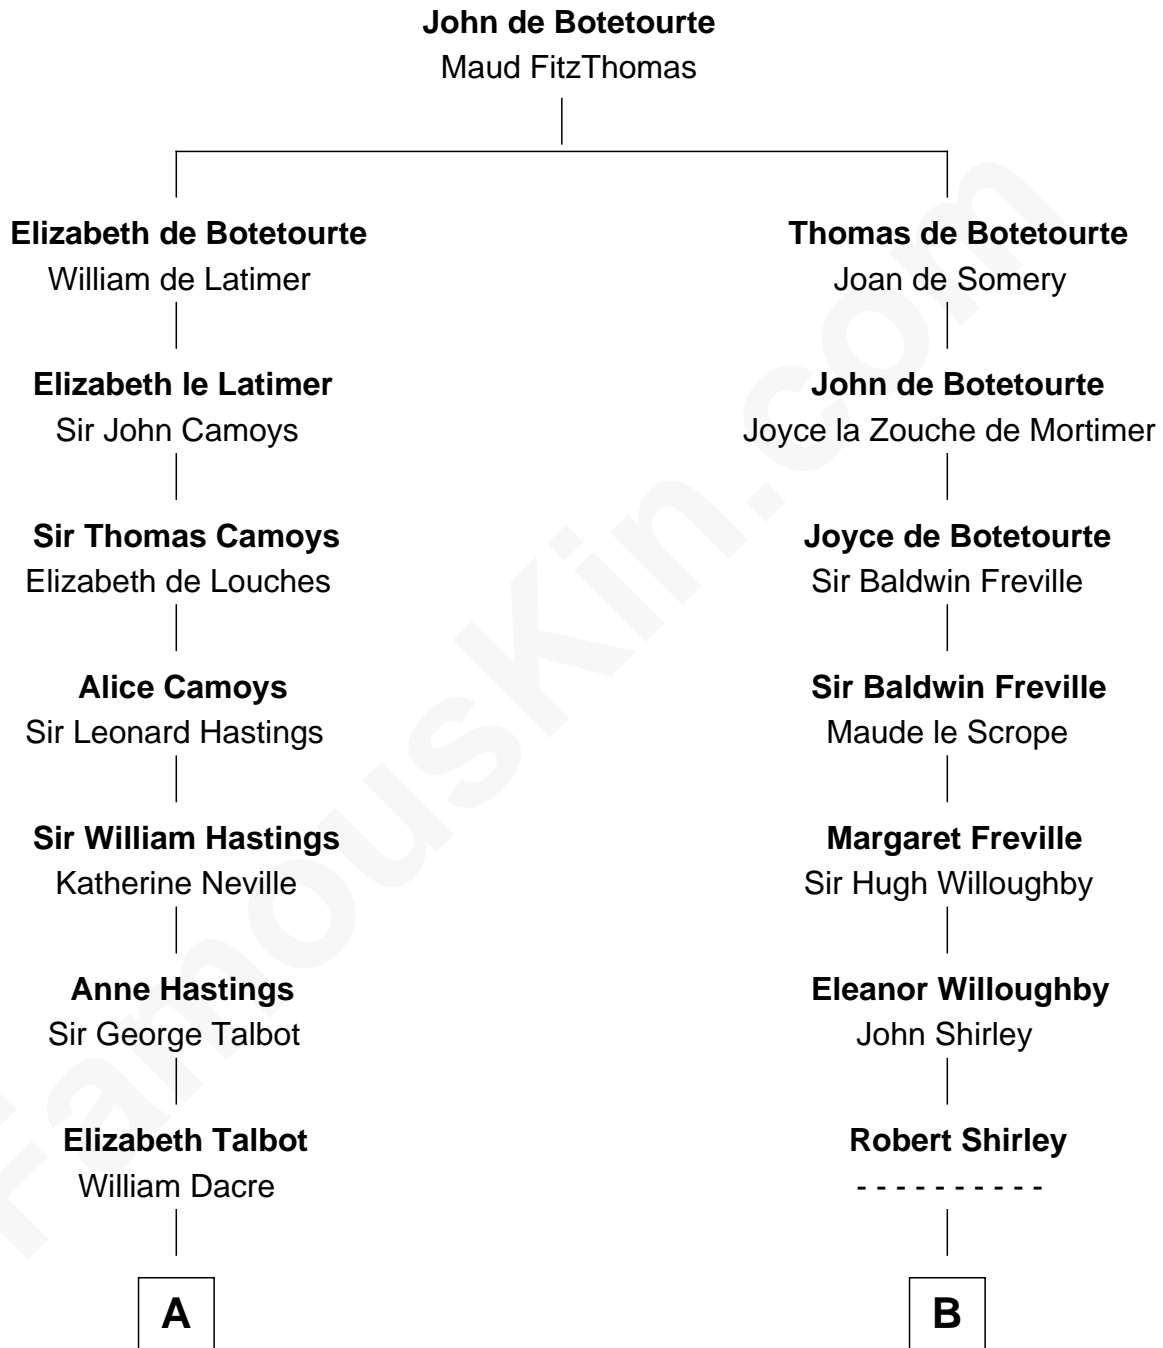 John de Botetourte
Maud FitzThomas
Elizabeth de Botetourte
William de Latimer
Thomas de Botetourte
Joan de Somery
Elizabeth le Latimer
Sir John Camoys
John de Botetourte
Joyce la Zouche de Mortimer
Sir Thomas Camoys
Elizabeth de Louches
Joyce de Botetourte
Sir Baldwin Freville
Alice Camoys
Sir Leonard Hastings
Sir Baldwin Freville
Maude le Scrope
Sir William Hastings
Katherine Neville
Margaret Freville
Sir Hugh Willoughby
Anne Hastings
Sir George Talbot
Eleanor Willoughby
John Shirley
Elizabeth Talbot
William Dacre
Robert Shirley
- - - - - - - - - -
A
B
FamousKin.com